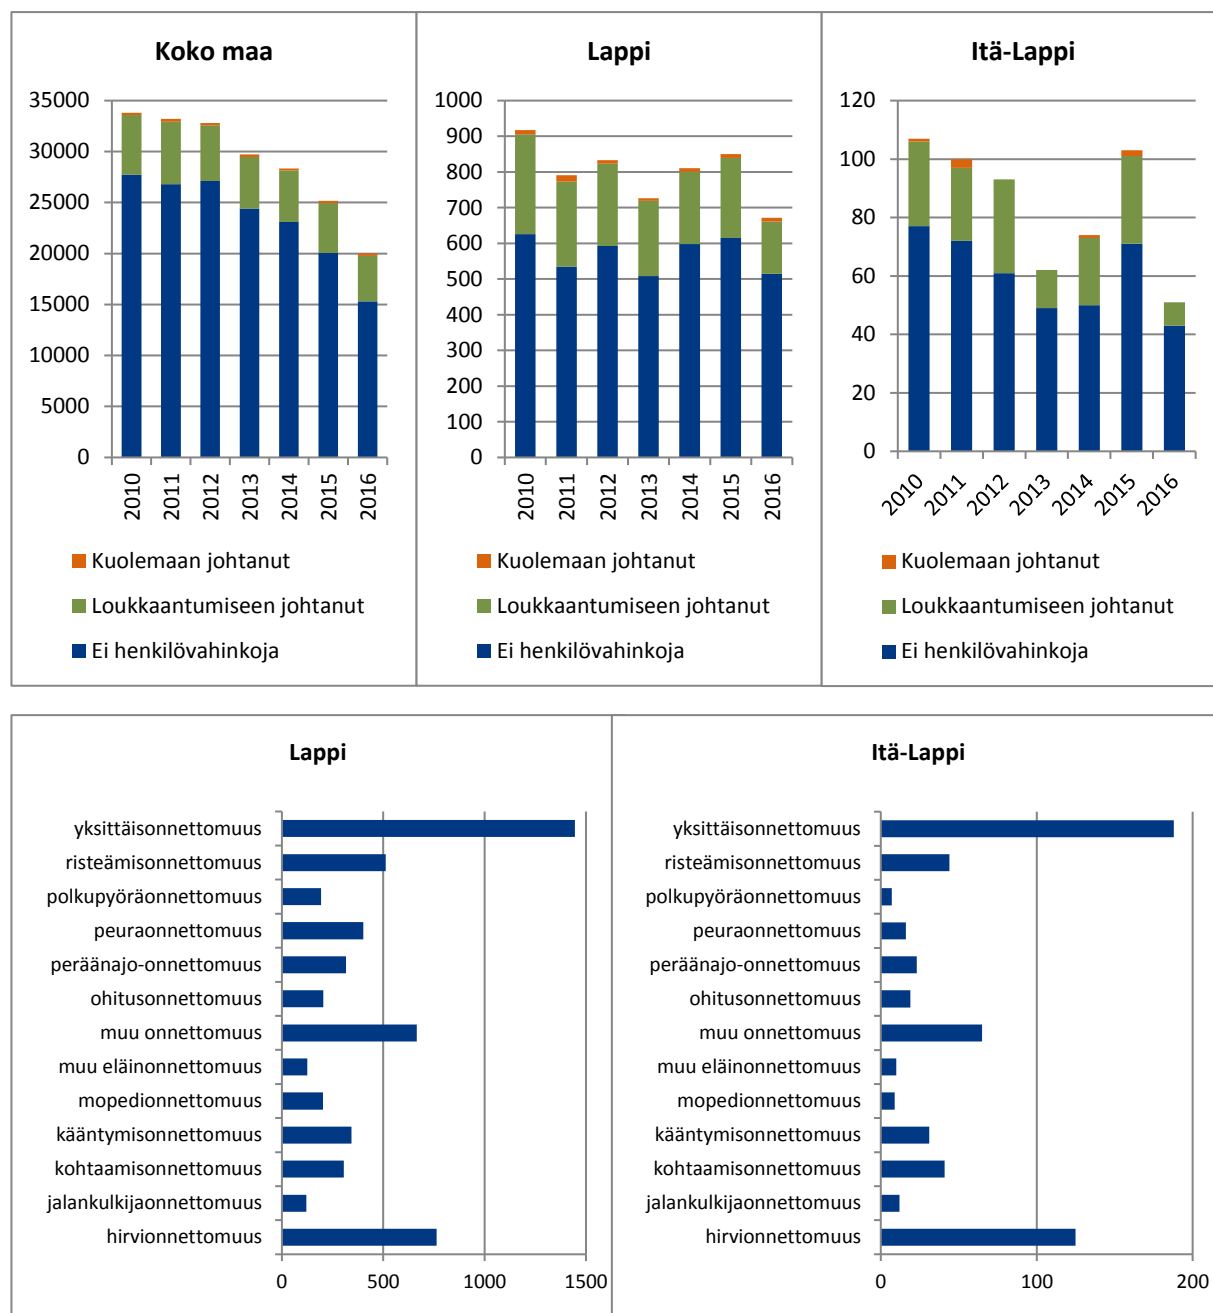 Koko maa
35000
30000
25000
20000
15000
10000
5000
0
2010
2011
2012
2013
2014
2015
2016
Kuolemaan johtanut
Loukkaantumiseen johtanut
Ei henkilövahinkoja
Lappi
1000
900
800
700
600
500
400
300
200
100
0
2010
2011
2012
2013
2014
2015
2016
Kuolemaan johtanut
Loukkaantumiseen johtanut
Ei henkilövahinkoja
Itä-Lappi
120
100
80
60
40
20
0
2010
2011
2012
2013
2014
2015
2016
Kuolemaan johtanut
Loukkaantumiseen johtanut
Ei henkilövahinkoja
Lappi
yksittäisonnettomuus
risteämisonnettomuus
polkupyöräonnettomuus
peuraonnettomuus
peräänajo-onnettomuus
ohitusonnettomuus
muu onnettomuus
muu eläinonnettomuus
mopedionnettomuus
kääntymisonnettomuus
kohtaamisonnettomuus
jalankulkijaonnettomuus
hirvionnettomuus
0 500 1000 1500
Itä-Lappi
yksittäisonnettomuus
risteämisonnettomuus
polkupyöräonnettomuus
peuraonnettomuus
peräänajo-onnettomuus
ohitusonnettomuus
muu onnettomuus
muu eläinonnettomuus
mopedionnettomuus
kääntymisonnettomuus
kohtaamisonnettomuus
jalankulkijaonnettomuus
hirvionnettomuus
0 100 200